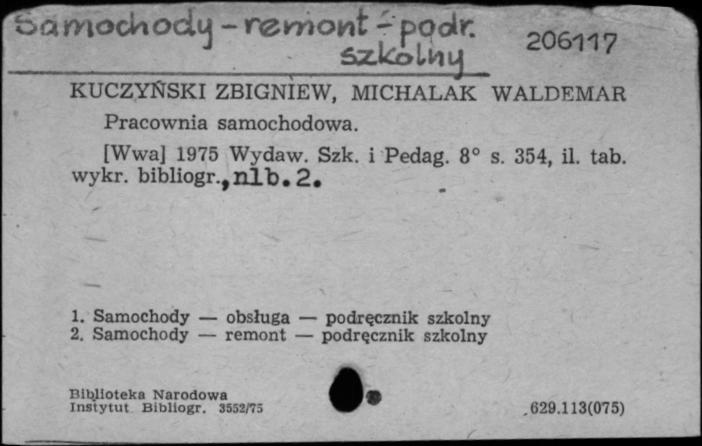 Samochody - remont - podr.
szkolny
206117
KUCZYŃSKI ZBIGNIEW, MICHALAK WALDEMAR
Pracownia samochodowa.
[Wwa] 1975 Wydaw. Szk. i Pedag. 8° s. 354, il. tab.
wykr. bibliogr., nlb. 2.
1. Samochody — obsługa — podręcznik szkolny
2. Samochody — remont — podręcznik szkolny
Biblioteka Narodowa
Instytut Bibliogr. 3552/75
629.113(075)